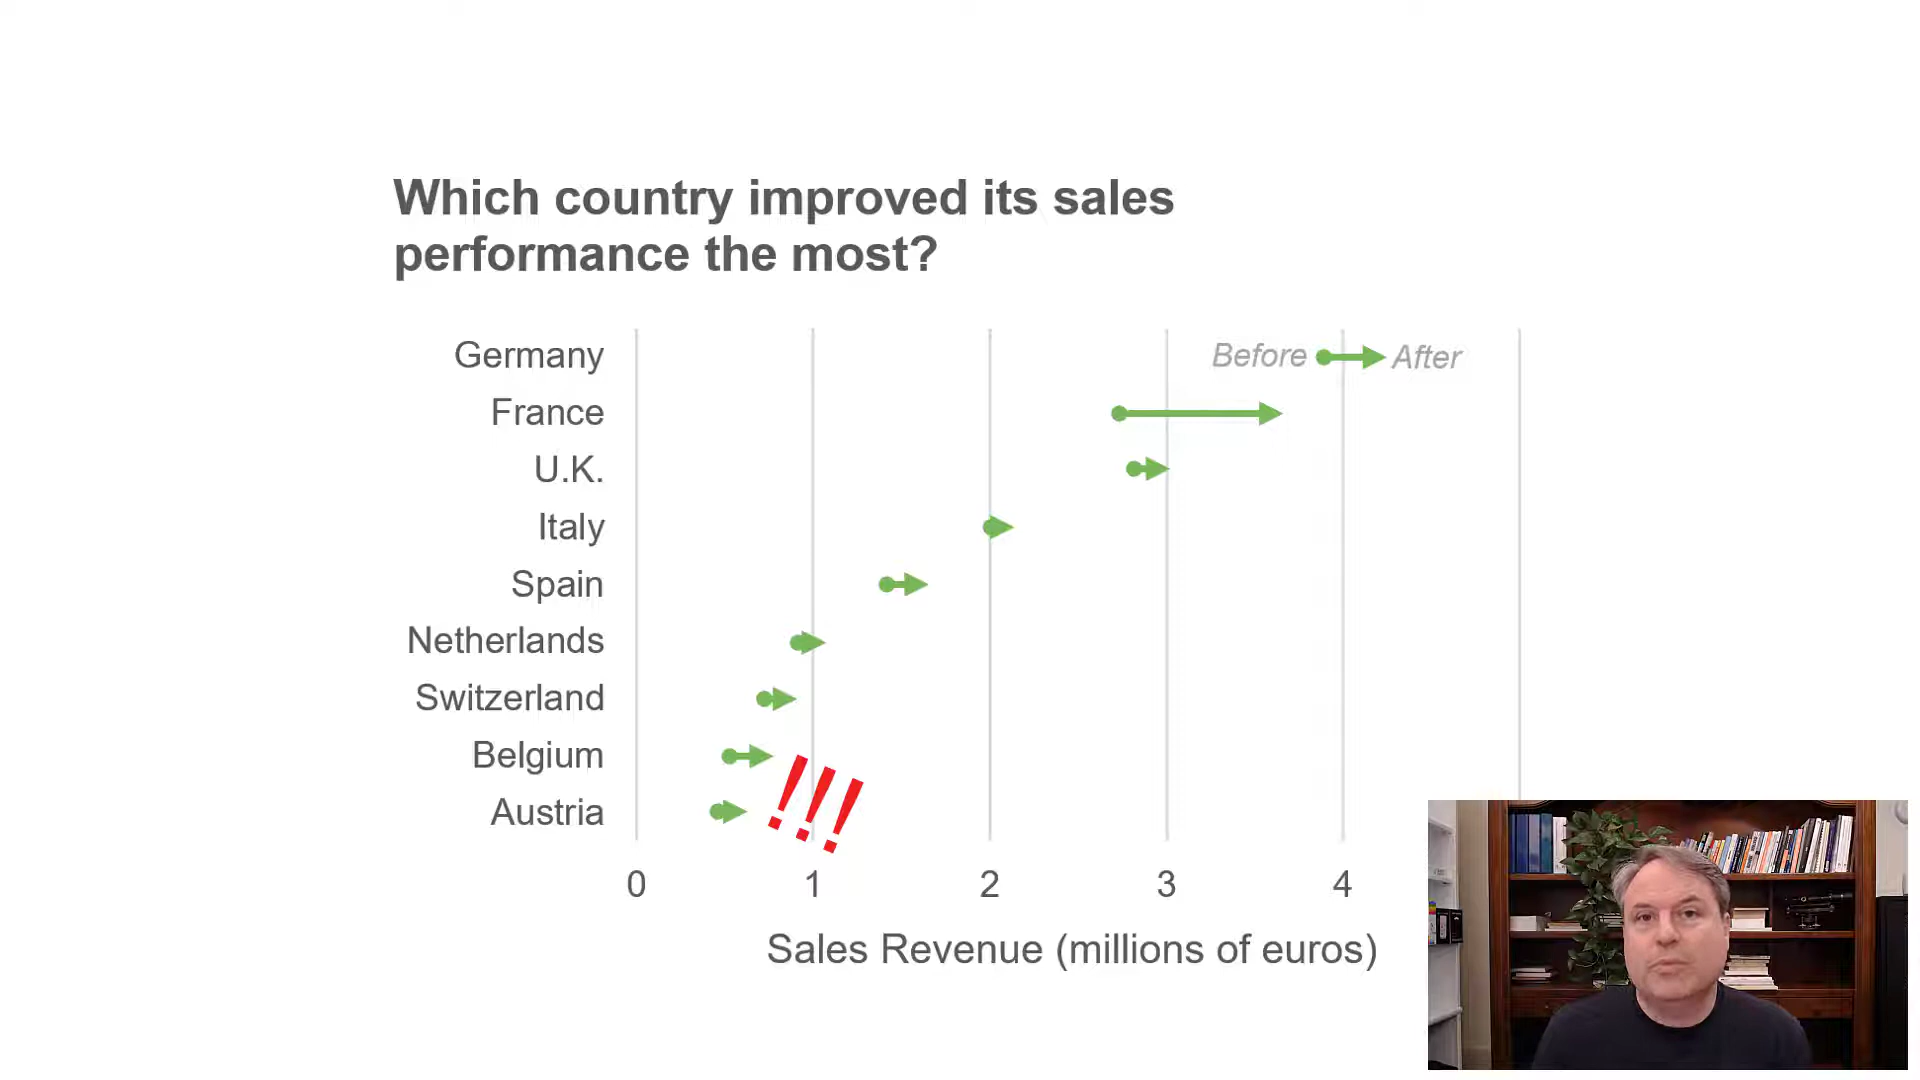 Which country improved its sales
performance the most?
Germany
Before After
France
U.K.
Italy
Spain
Netherlands
Switzerland
Belgium
!!!
Austria
0 1 2 3 4
Sales Revenue (millions of euros)